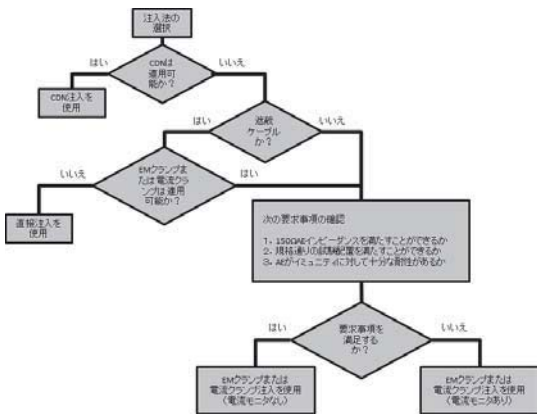 注入法の
選択
はい
CDNは
適用可
能か？
いいえ
CDN注入を
使用
はい
遮蔽
ケーブル
か？
いいえ
いいえ
EMクランプま
たは電流クラ
ンプは適用
可能か？
はい
直接注入を
使用
次の要求事項の確認
1. 150ΩAEインピーダンスを満たすことができるか
2. 規格通りの試験配置を満たすことができるか
3. AEがイミュニティに対して十分な耐性があるか
はい
要求事項を
満足する
か？
いいえ
EMクランプまたは
電流クランプ注入を使用
(電流モニタなし)
EMクランプまたは
電流クランプ注入を使用
(電流モニタあり)